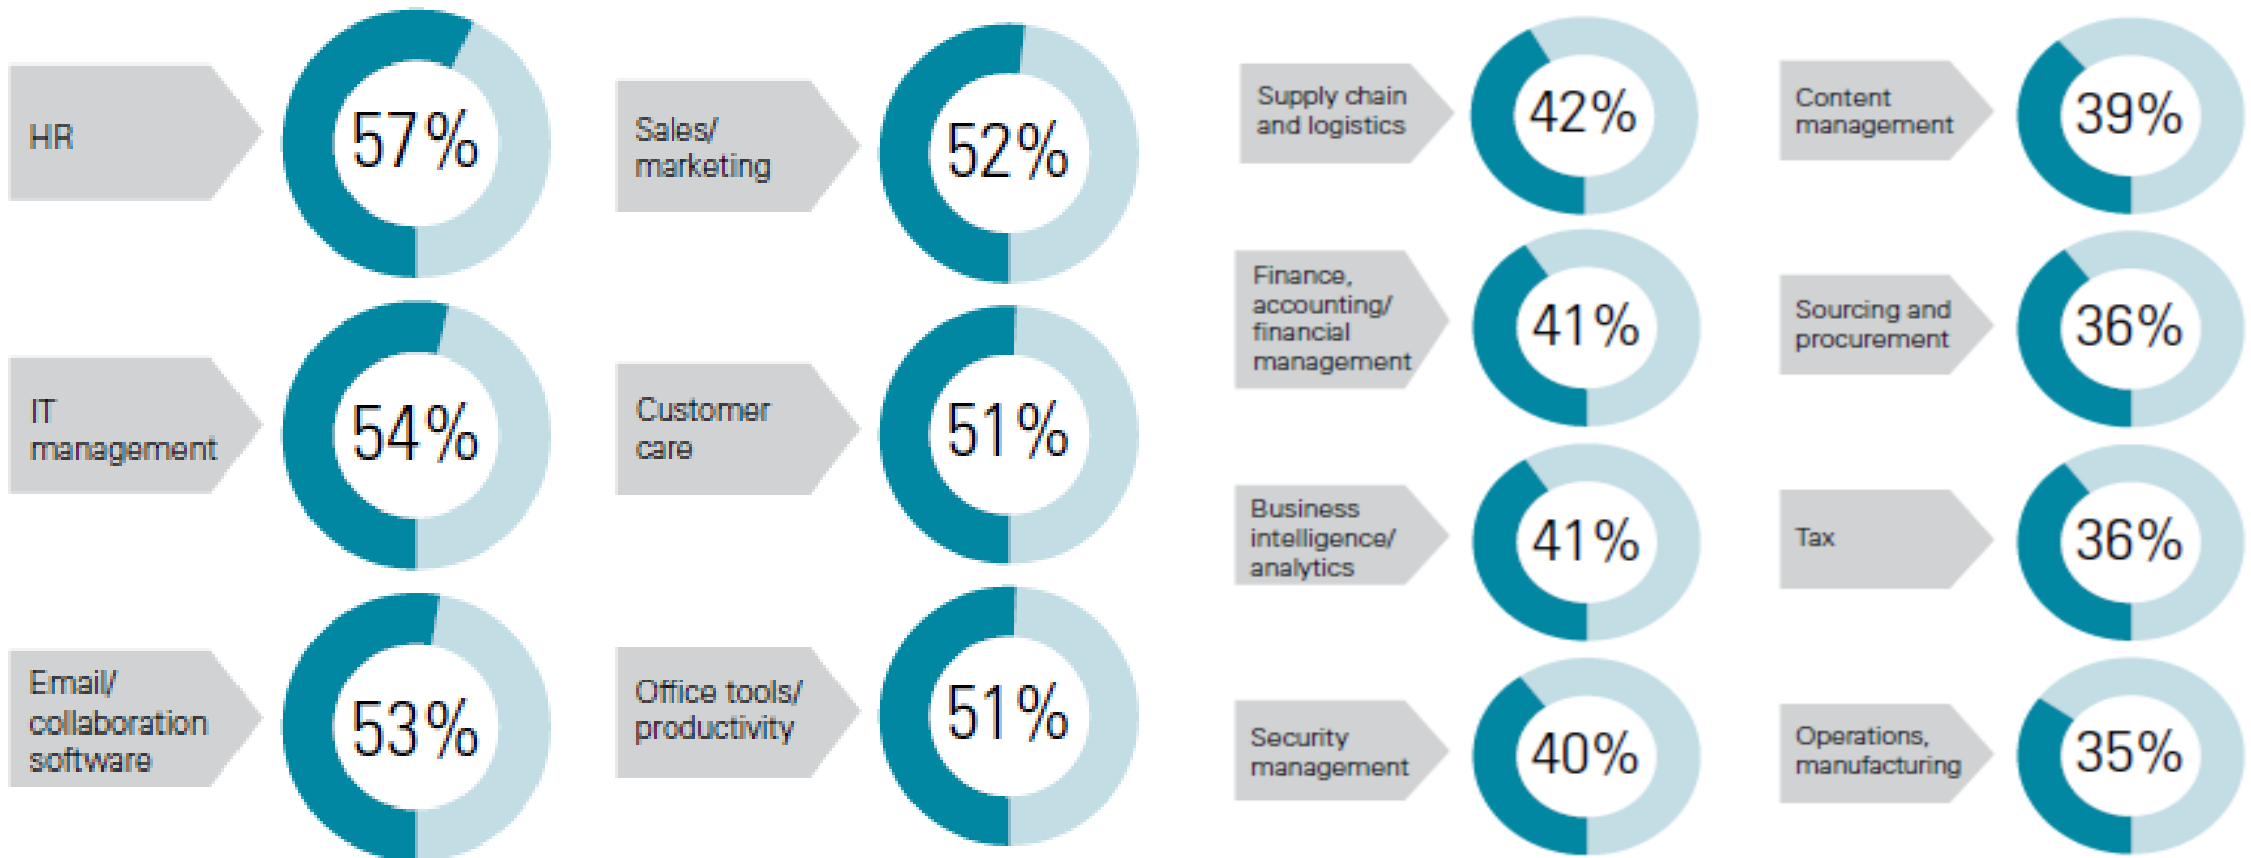 HR
57%
IT
management
54%
Email/
collaboration
software
53%
Sales/
marketing
52%
Customer
care
51%
Office tools/
productivity
51%
Supply chain
and logistics
42%
Finance,
accounting/
financial
management
41%
Business
intelligence/
analytics
41%
Security
management
40%
Content
management
39%
Sourcing and
procurement
36%
Tax
36%
Operations,
manufacturing
35%